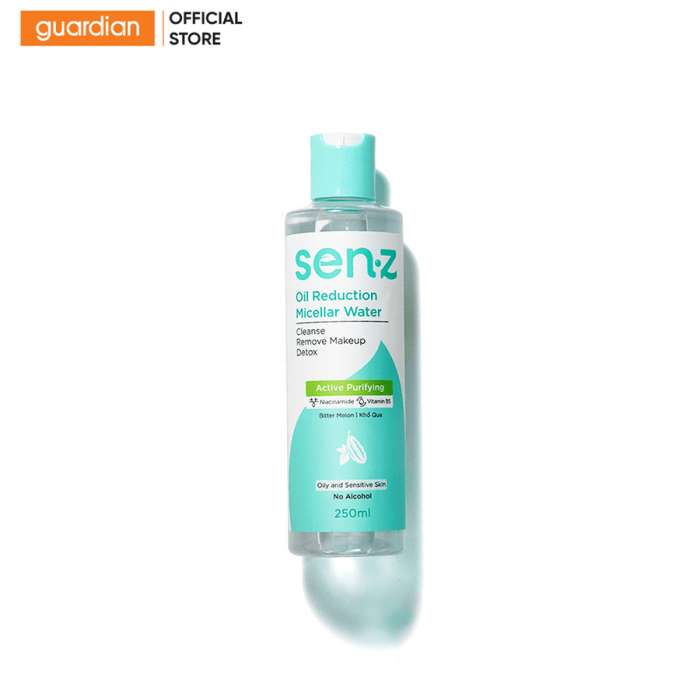 guardian
OFFICIAL
STORE
sen·z
Oil Reduction
Micellar Water
Cleanse
Remove Makeup
Detox
Active Purifying
Niacinamide Vitamin B5
Bitter Melon | Khổ Qua
Oily and Sensitive Skin
No Alcohol
250ml